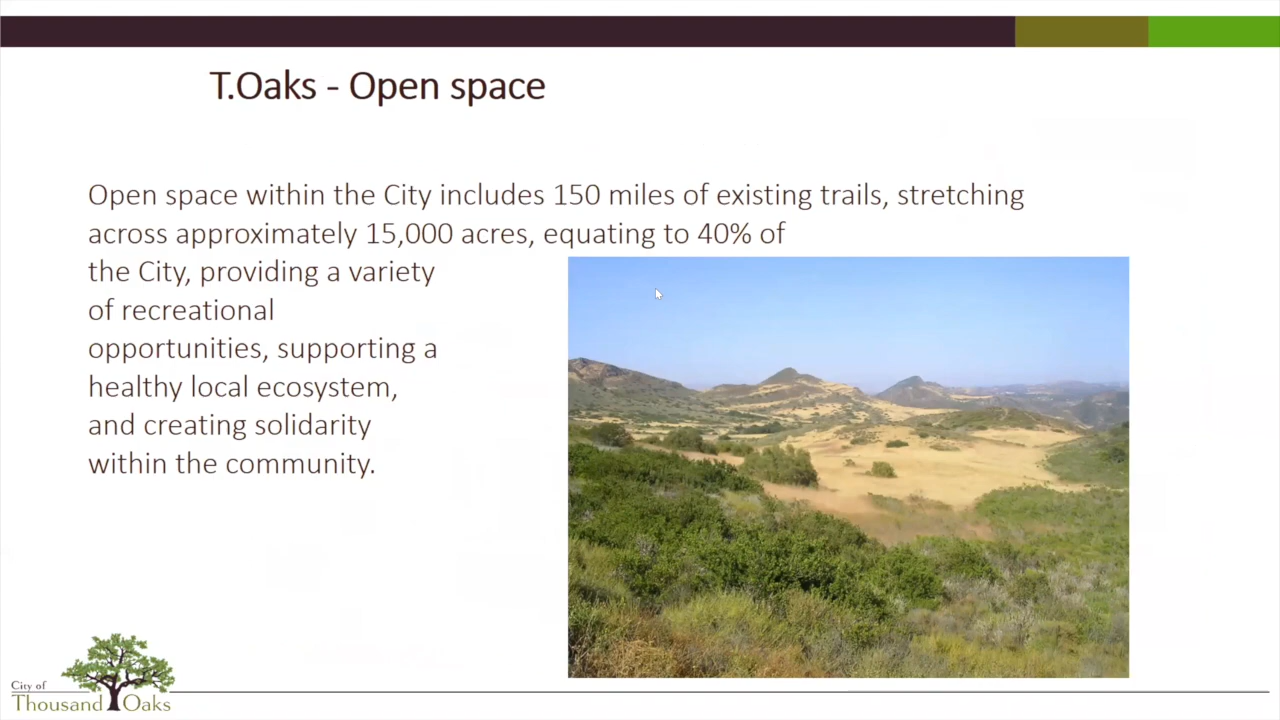 T.Oaks - Open space
Open space within the City includes 150 miles of existing trails, stretching
across approximately 15,000 acres, equating to 40% of
the City, providing a variety
of recreational
opportunities, supporting a
healthy local ecosystem,
and creating solidarity
within the community.
City of
Thousand Oaks